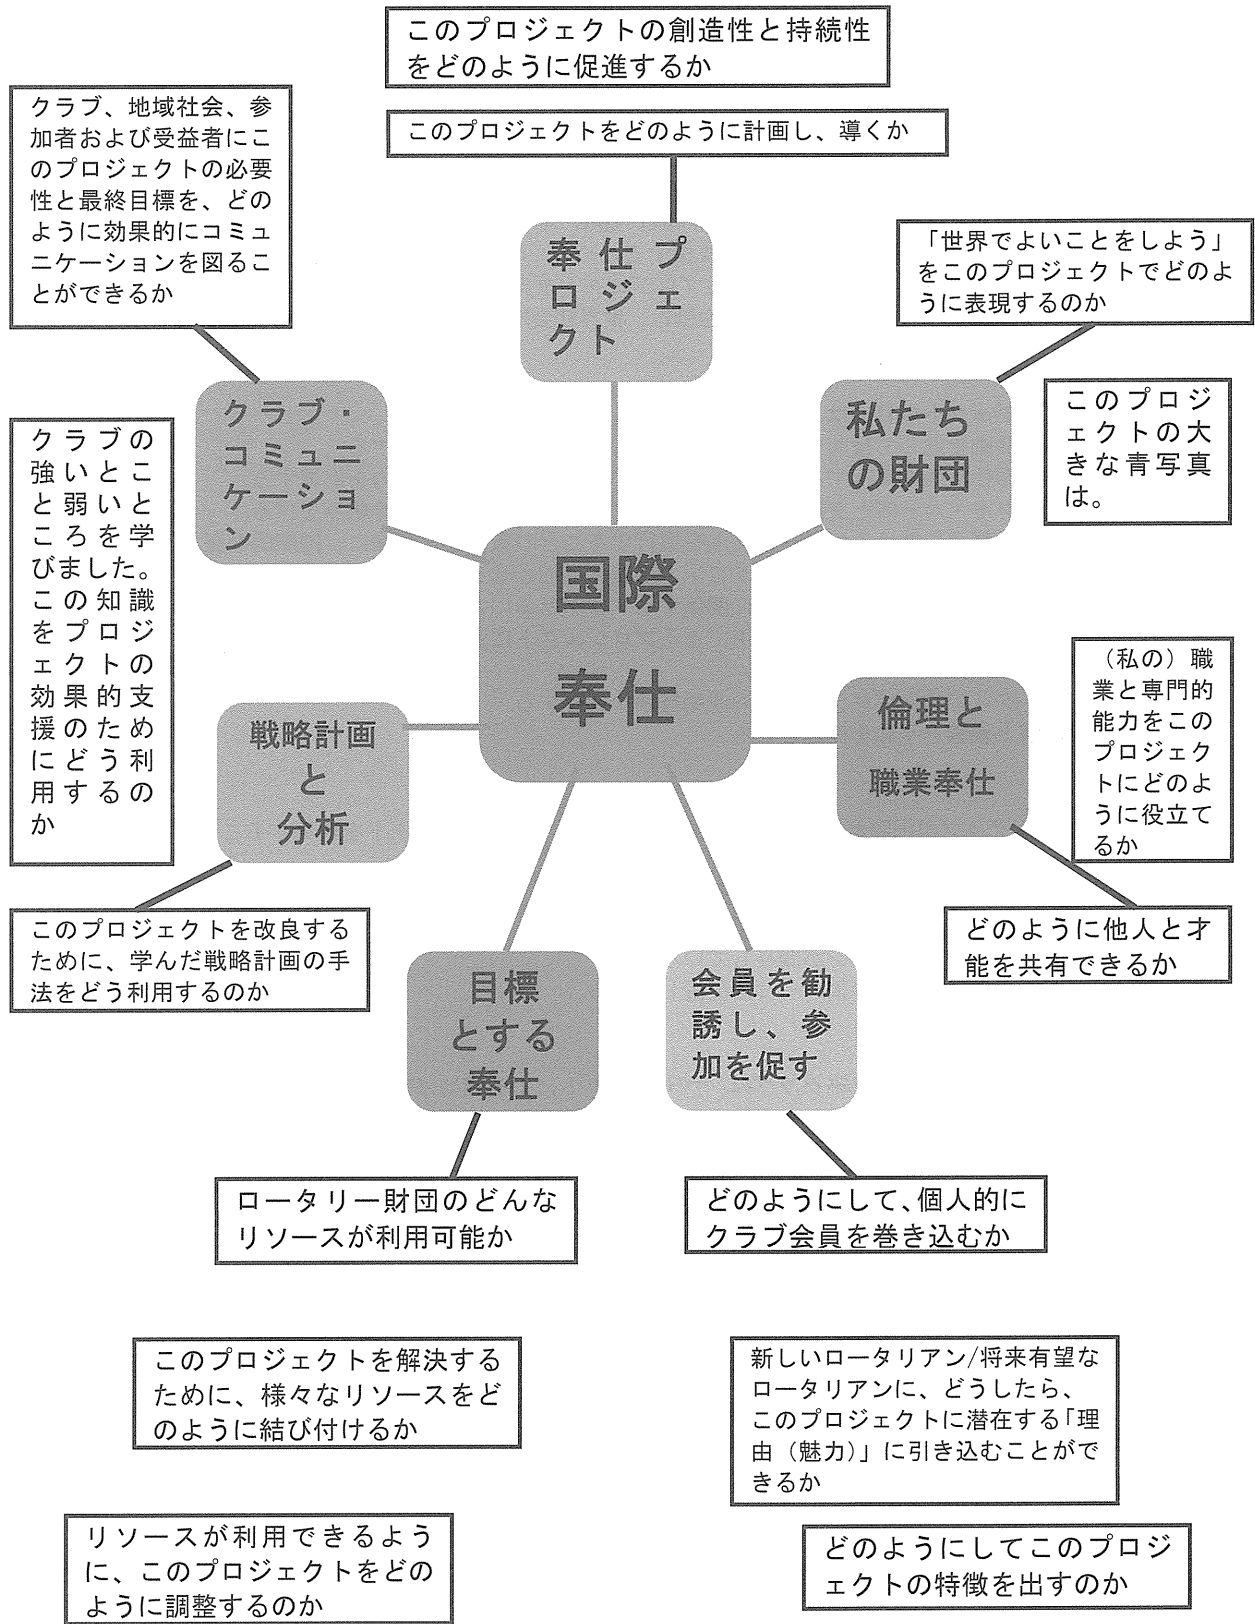 このプロジェクトの創造性と持続性
をどのように促進するか
このプロジェクトをどのように計画し、導くか
クラブ、地域社会、参
加者および受益者にこ
のプロジェクトの必要
性と最終目標を、どの
ように効果的にコミュ
ニケーションを図るこ
とができるか
奉仕プ
ロジェ
クト
「世界でよいことをしよう」
をこのプロジェクトでどのよ
うに表現するのか
クラブ・
コミュニ
ケーショ
ン
私たち
の財団
このプロジ
ェクトの大
きな青写真
は。
クラブの
強いとこ
と弱いと
ころを学
びました。
この知識
をプロジ
ェクトの
効果的支
援のため
にどう利
用するの
か
国際
奉仕
戦略計画
と
分析
倫理と
職業奉仕
（私の）職
業と専門的
能力をこの
プロジェク
トにどのよ
うに役立て
るか
このプロジェクトを改良する
ために、学んだ戦略計画の手
法をどう利用するのか
どのように他人と才
能を共有できるか
目標
とする
奉仕
会員を勧
誘し、参
加を促す
ロータリー財団のどんな
リソースが利用可能か
どのようにして、個人的に
クラブ会員を巻き込むか
このプロジェクトを解決する
ために、様々なリソースをど
のように結び付けるか
新しいロータリアン/将来有望な
ロータリアンに、どうしたら、
このプロジェクトに潜在する「理
由（魅力）」に引き込むことがで
きるか
リソースが利用できるよう
に、このプロジェクトをどの
ように調整するのか
どのようにしてこのプロジ
ェクトの特徴を出すのか